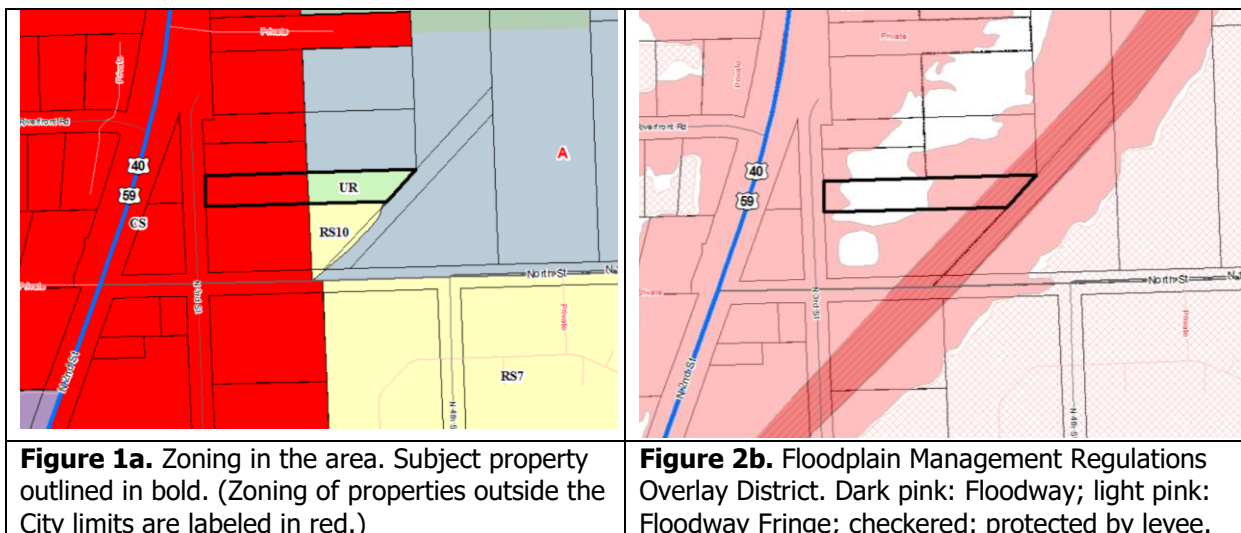 Private
Private
Riverfront Rd
40
59
CS
UR
A
RS10
North St
Private
N 3rd St
Private
N 2nd St
RS7
N 4th St
Private
Private
Riverfront Rd
40
59
North St
N 1
Private
N 3rd St
Private
N 2nd St
N 4th St
Figure 1a. Zoning in the area. Subject property
outlined in bold. (Zoning of properties outside the
City limits are labeled in red.)
Figure 2b. Floodplain Management Regulations
Overlay District. Dark pink: Floodway; light pink:
Floodway Fringe; checkered: protected by levee.